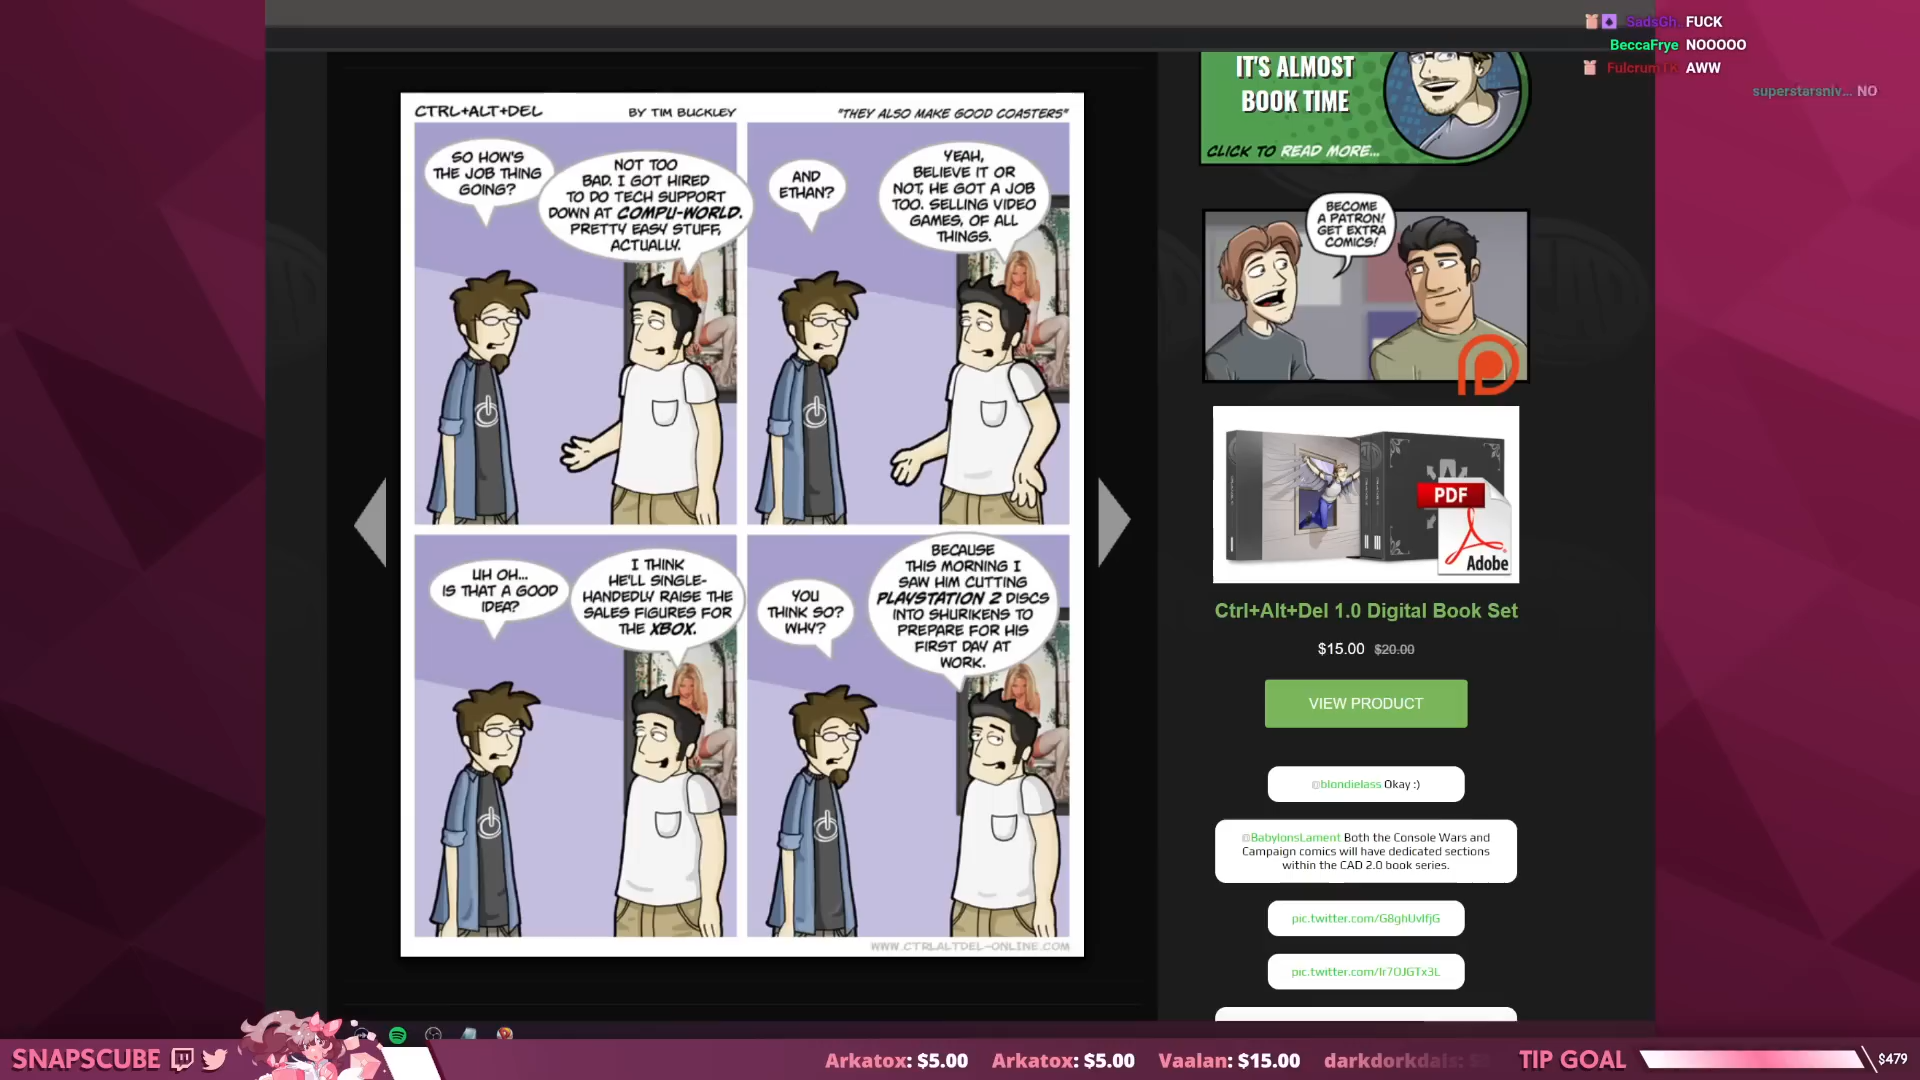 SadsGh FUCK
BeccaFrye NOOOOO
FulcrumTK AWW
superstarsniv... NO
CTRL+ALT+DEL
BY TIM BUCKLEY
"THEY ALSO MAKE GOOD COASTERS"
SO HOW'S
THE JOB THING
GOING?
NOT TOO
BAD. I GOT HIRED
TO DO TECH SUPPORT
DOWN AT COMPU-WORLD.
PRETTY EASY STUFF,
ACTUALLY.
AND
ETHAN?
YEAH,
BELIEVE IT OR
NOT, HE GOT A JOB
TOO. SELLING VIDEO
GAMES, OF ALL
THINGS.
UH OH...
IS THAT A GOOD
IDEA?
I THINK
HE'LL SINGLE-
HANDEDLY RAISE THE
SALES FIGURES FOR
THE XBOX.
YOU
THINK SO?
WHY?
BECAUSE
THIS MORNING I
SAW HIM CUTTING
PLAYSTATION 2 DISCS
INTO SHURIKENS TO
PREPARE FOR HIS
FIRST DAY AT
WORK.
WWW.CTRLALTDEL-ONLINE.COM
IT'S ALMOST
BOOK TIME
CLICK TO READ MORE...
BECOME
A PATRON!
GET EXTRA
COMICS!
PDF
Adobe
Ctrl+Alt+Del 1.0 Digital Book Set
$15.00 $20.00
VIEW PRODUCT
@blondielass Okay :)
@BabylonsLament Both the Console Wars and
Campaign comics will have dedicated sections
within the CAD 2.0 book series.
pic.twitter.com/G8ghUvIfjG
pic.twitter.com/lr7OJGTx3L
SNAPSCUBE
Arkatox: $5.00 Arkatox: $5.00 Vaalan: $15.00 darkdorkdais:
TIP GOAL
$479